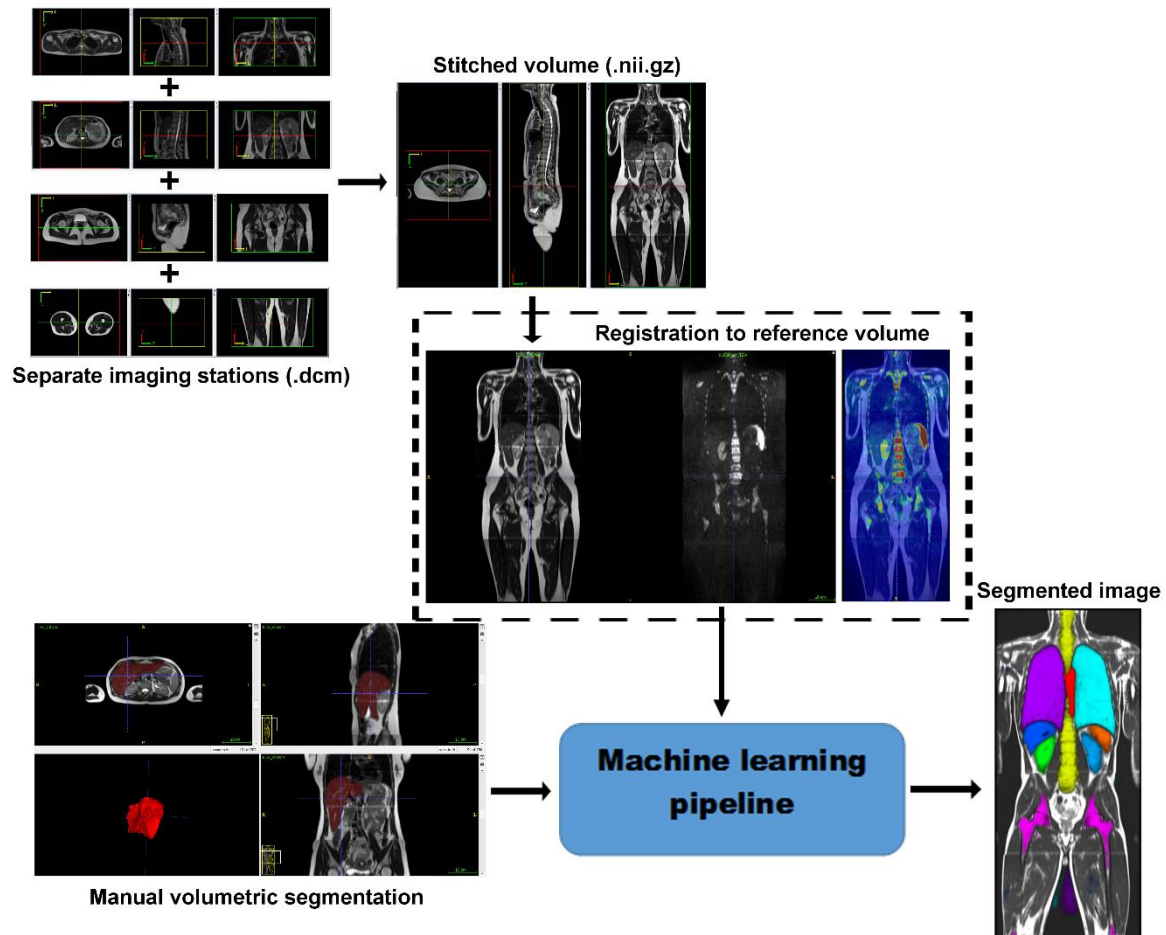 Stitched volume (.nii.gz)
+
+
+
Separate imaging stations (.dcm)
Registration to reference volume
Segmented image
Machine learning
pipeline
Manual volumetric segmentation